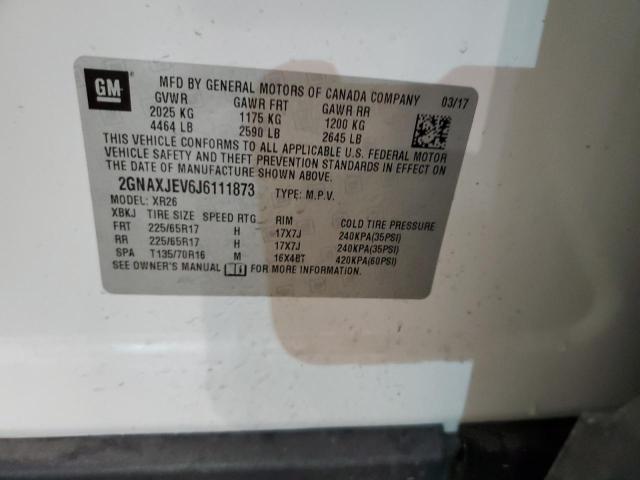 GM
MFD BY GENERAL MOTORS OF CANADA COMPANY 03/17
GVWR GAWR FRT GAWR RR
2025 KG 1175 KG 1200 KG
4464 LB 2590 LB 2645 LB
THIS VEHICLE CONFORMS TO ALL APPLICABLE U.S. FEDERAL MOTOR
VEHICLE SAFETY AND THEFT PREVENTION STANDARDS IN EFFECT ON
THE DATE OF MANUFACTURE SHOWN ABOVE.
2GNAXJEV6J6111873 TYPE: M.P.V.
MODEL: XR26
XBKJ TIRE SIZE SPEED RTG RIM COLD TIRE PRESSURE
FRT 225/65R17 H 17X7J 240KPA(35PSI)
RR 225/65R17 H 17X7J 240KPA(35PSI)
SPA T135/70R16 M 16X4BT 420KPA(60PSI)
SEE OWNER'S MANUAL FOR MORE INFORMATION.